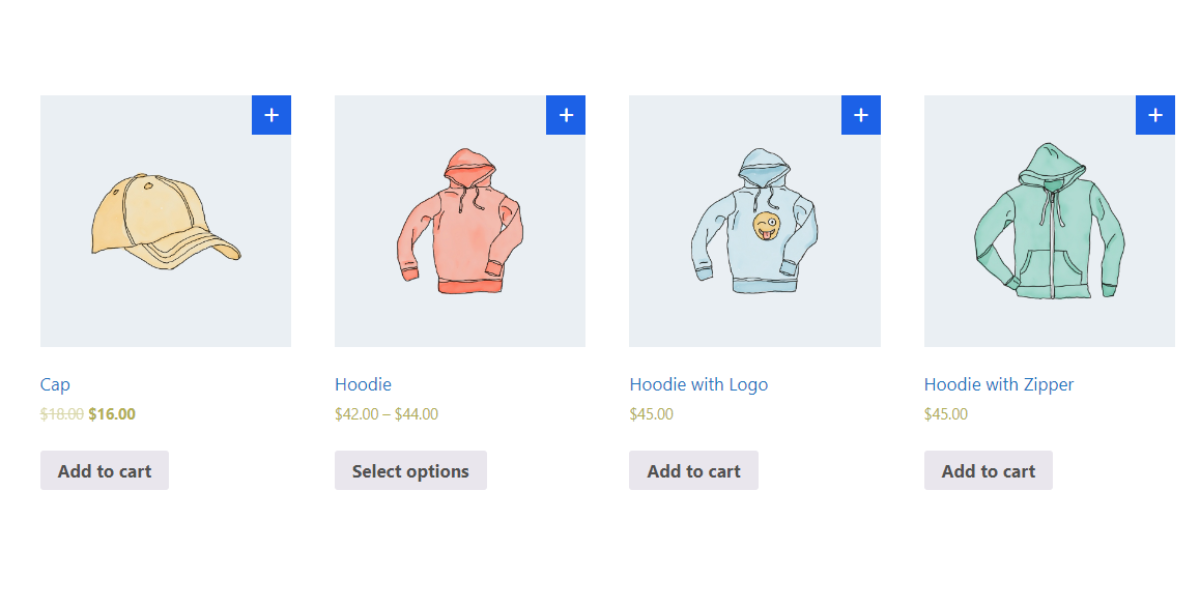 + + + +
Cap Hoodie Hoodie with Logo Hoodie with Zipper
$18.00 $16.00 $42.00 – $44.00 $45.00 $45.00
Add to cart Select options Add to cart Add to cart